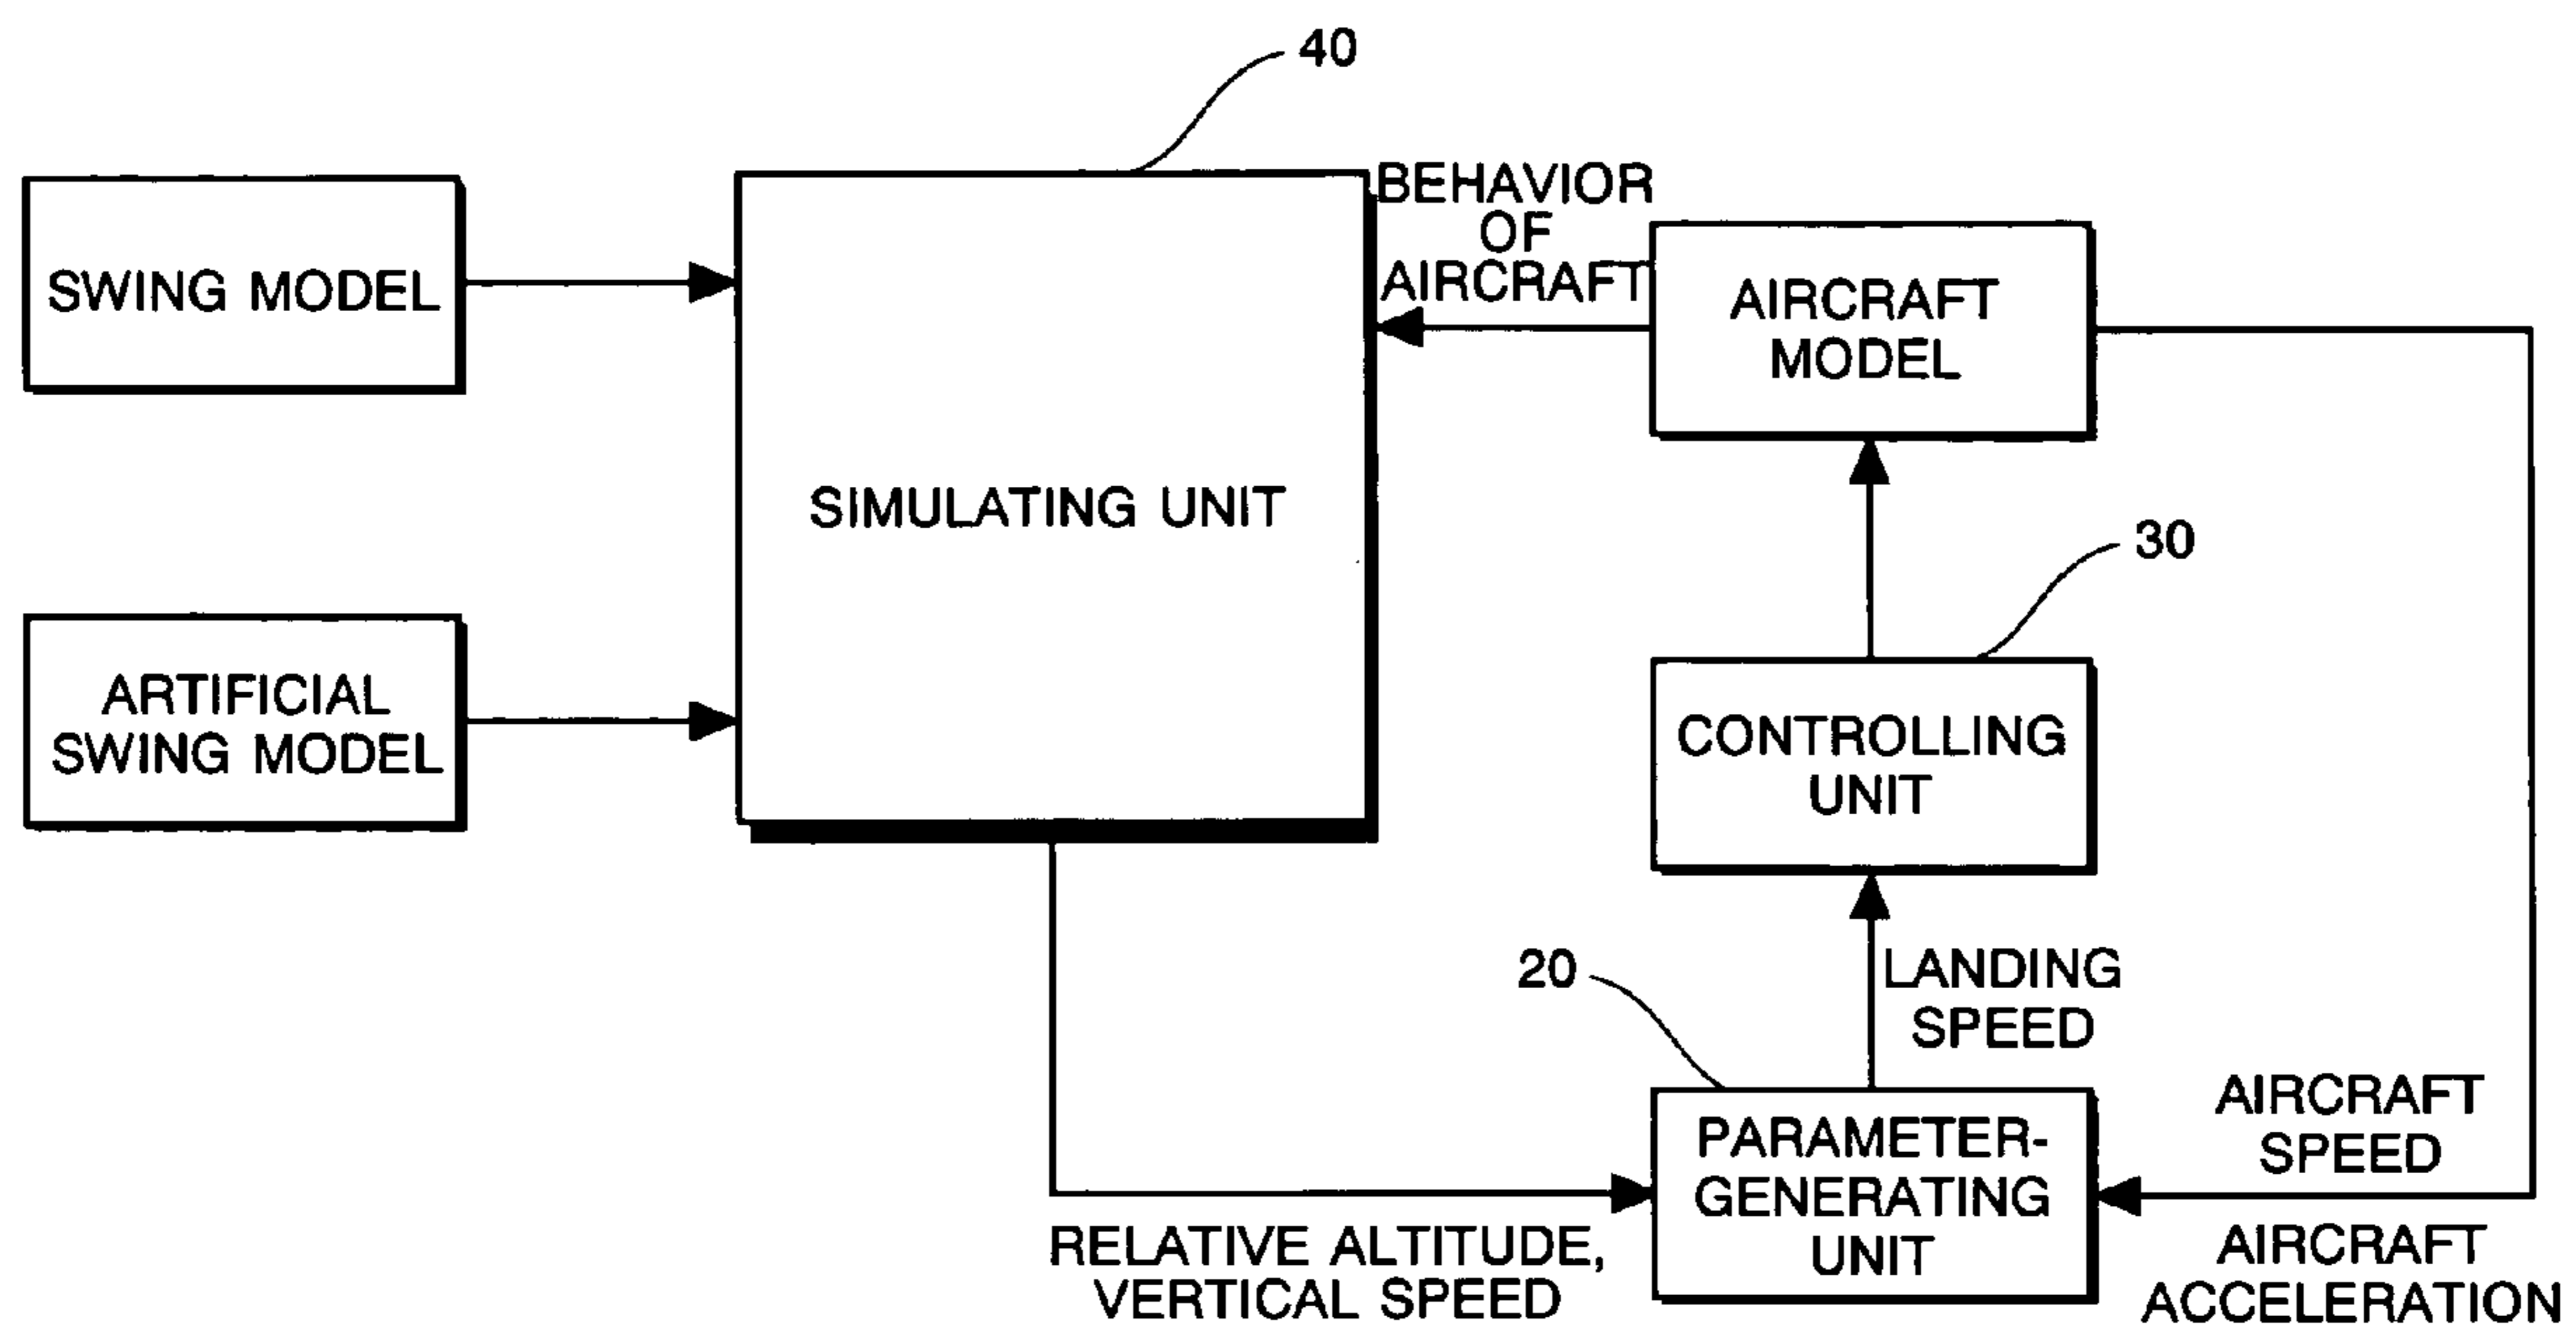 40
BEHAVIOR
OF
AIRCRAFT
SWING MODEL
AIRCRAFT
MODEL
SIMULATING UNIT
30
ARTIFICIAL
SWING MODEL
CONTROLLING
UNIT
20
LANDING
SPEED
PARAMETER-
GENERATING
UNIT
AIRCRAFT
SPEED
RELATIVE ALTITUDE,
VERTICAL SPEED
AIRCRAFT
ACCELERATION